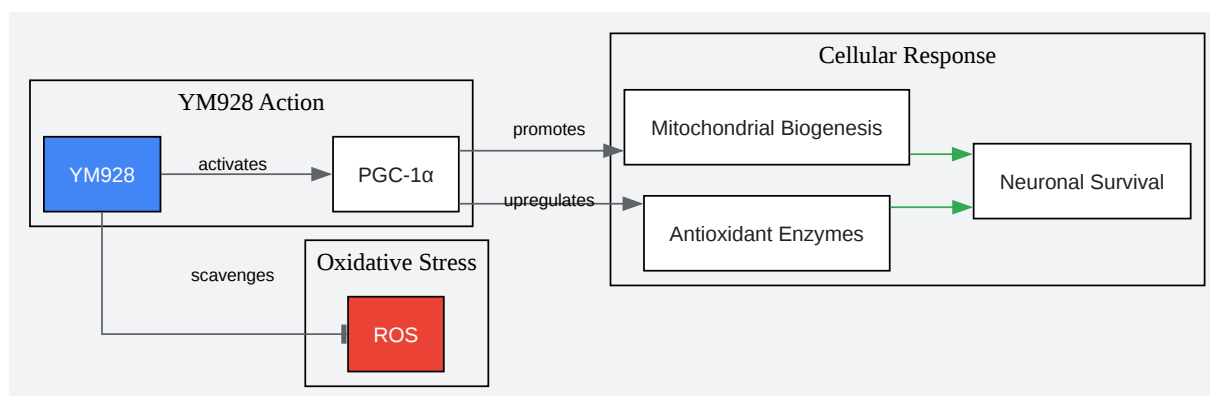 Cellular Response
YM928 Action
Mitochondrial Biogenesis
promotes
YM928
activates
PGC-1α
Neuronal Survival
upregulates
Antioxidant Enzymes
Oxidative Stress
scavenges
ROS